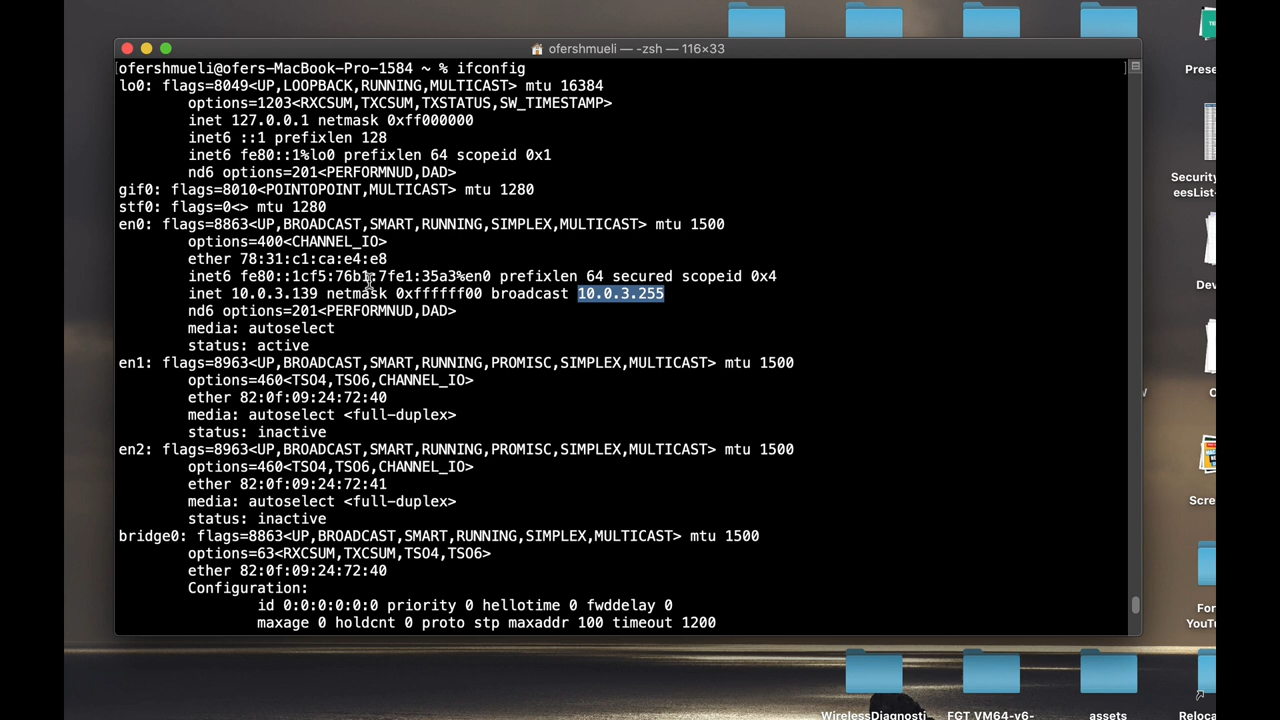 ofershmueli — -zsh — 116×33
[ofershmueli@ofers-MacBook-Pro-1584 ~ % ifconfig ]
lo0: flags=8049<UP,LOOPBACK,RUNNING,MULTICAST> mtu 16384
options=1203<RXCSUM,TXCSUM,TXSTATUS,SW_TIMESTAMP>
inet 127.0.0.1 netmask 0xff000000
inet6 ::1 prefixlen 128
inet6 fe80::1%lo0 prefixlen 64 scopeid 0x1
nd6 options=201<PERFORMNUD,DAD>
gif0: flags=8010<POINTOPOINT,MULTICAST> mtu 1280
stf0: flags=0<> mtu 1280
en0: flags=8863<UP,BROADCAST,SMART,RUNNING,SIMPLEX,MULTICAST> mtu 1500
options=400<CHANNEL_IO>
ether 78:31:c1:ca:e4:e8
inet6 fe80::1cf5:76b1:7fe1:35a3%en0 prefixlen 64 secured scopeid 0x4
inet 10.0.3.139 netmask 0xffffff00 broadcast 10.0.3.255
nd6 options=201<PERFORMNUD,DAD>
media: autoselect
status: active
en1: flags=8963<UP,BROADCAST,SMART,RUNNING,PROMISC,SIMPLEX,MULTICAST> mtu 1500
options=460<TSO4,TSO6,CHANNEL_IO>
ether 82:0f:09:24:72:40
media: autoselect <full-duplex>
status: inactive
en2: flags=8963<UP,BROADCAST,SMART,RUNNING,PROMISC,SIMPLEX,MULTICAST> mtu 1500
options=460<TSO4,TSO6,CHANNEL_IO>
ether 82:0f:09:24:72:41
media: autoselect <full-duplex>
status: inactive
bridge0: flags=8863<UP,BROADCAST,SMART,RUNNING,SIMPLEX,MULTICAST> mtu 1500
options=63<RXCSUM,TXCSUM,TSO4,TSO6>
ether 82:0f:09:24:72:40
Configuration:
id 0:0:0:0:0:0 priority 0 hellotime 0 fwddelay 0
maxage 0 holdcnt 0 proto stp maxaddr 100 timeout 1200
Prese
Security
eesList-
Dev
Scre
For
YouTu
WirelessDiagnosti
FGT_VM64-v6-
assets
Reloca